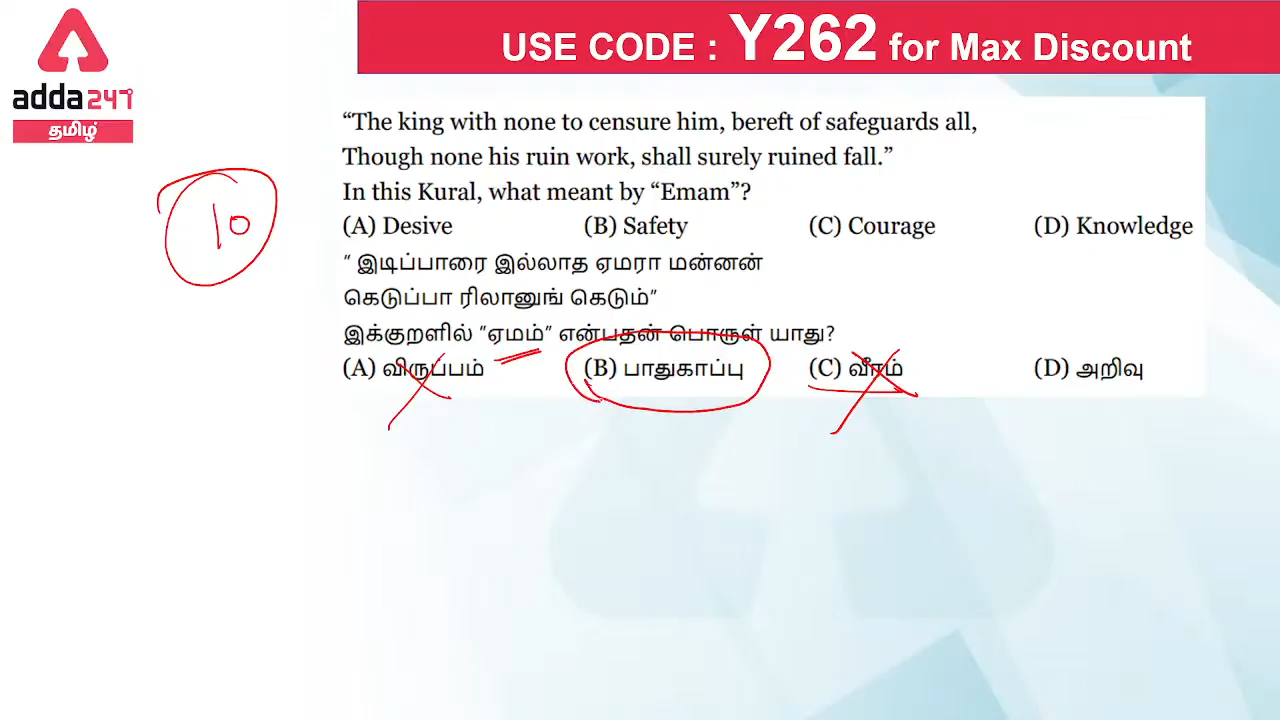 USE CODE : Y262 for Max Discount
adda247
தமிழ்
“The king with none to censure him, bereft of safeguards all,
Though none his ruin work, shall surely ruined fall.”
In this Kural, what meant by “Emam”?
(A) Desive (B) Safety (C) Courage (D) Knowledge
“ இடிப்பாரை இல்லாத ஏமரா மன்னன்
கெடுப்பா ரிலானுங் கெடும்”
இக்குறளில் “ஏமம்” என்பதன் பொருள் யாது?
(A) விருப்பம் (B) பாதுகாப்பு (C) வீரம் (D) அறிவு
10